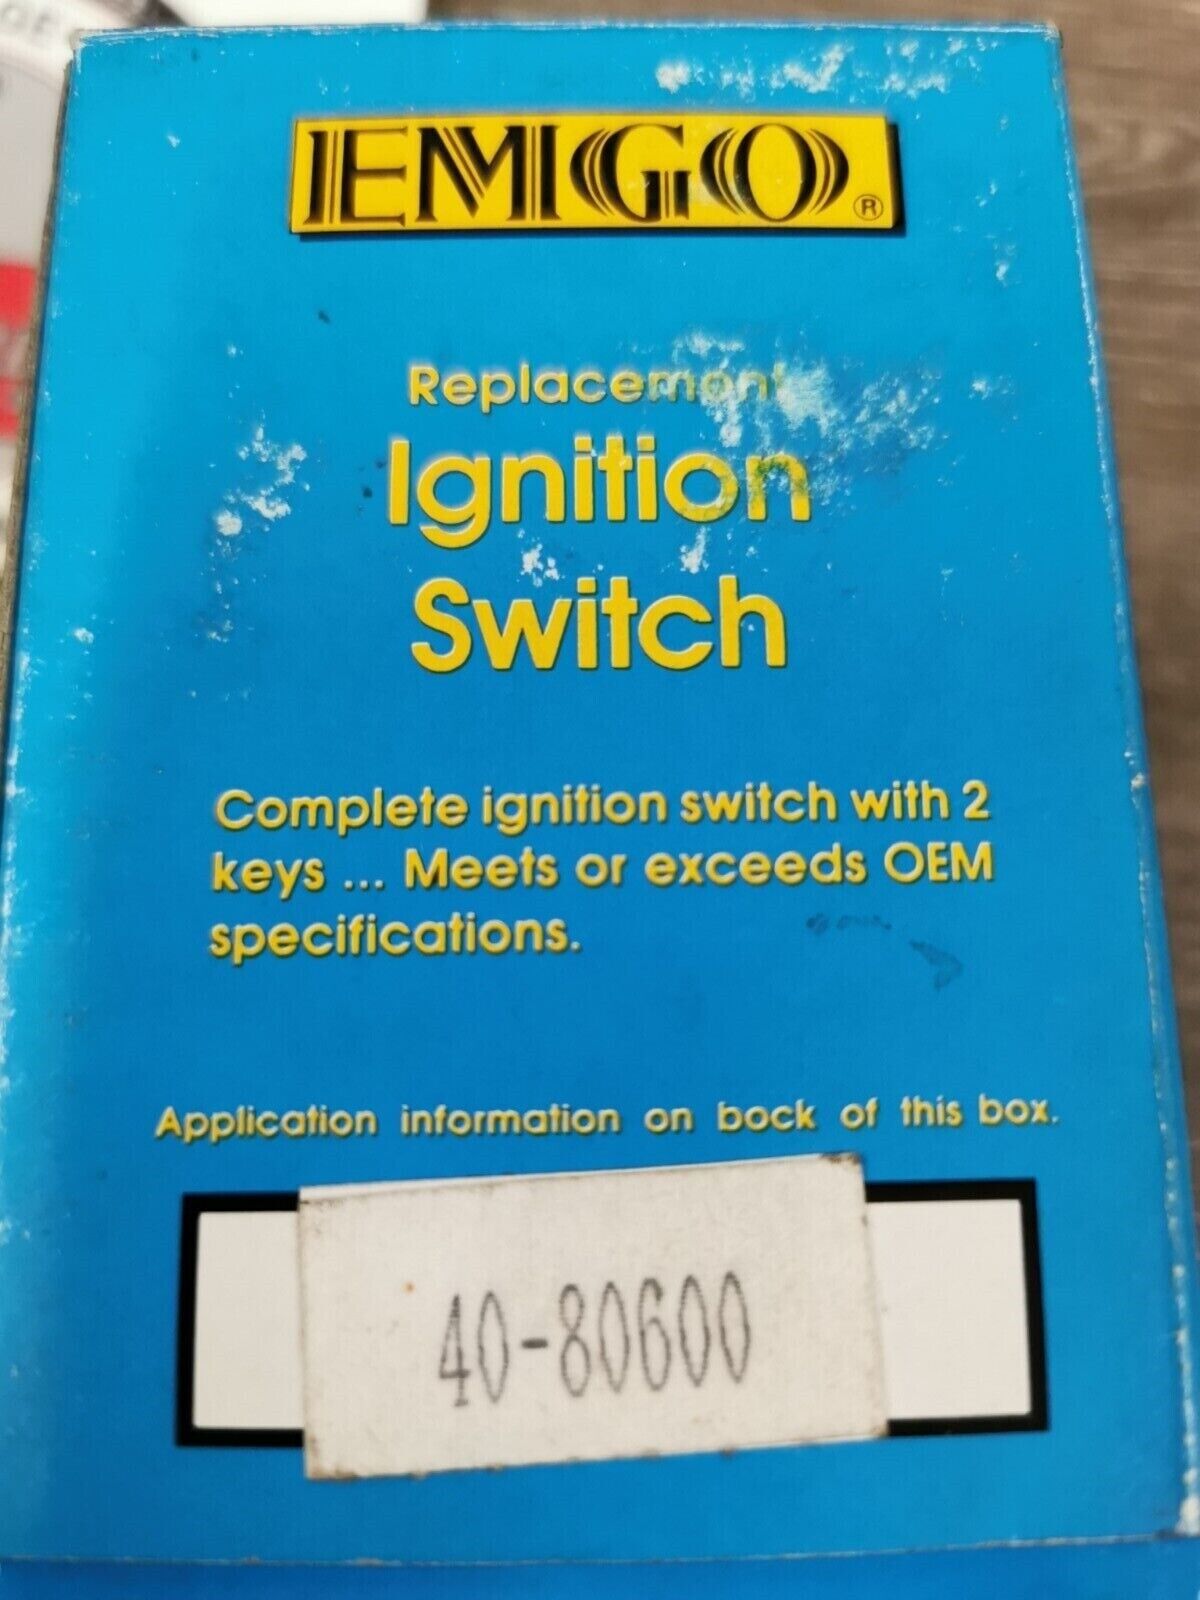 EMGO®
Replacement
Ignition
Switch
Complete ignition switch with 2
keys ... Meets or exceeds OEM
specifications.
Application information on bock of this box.
40-80600